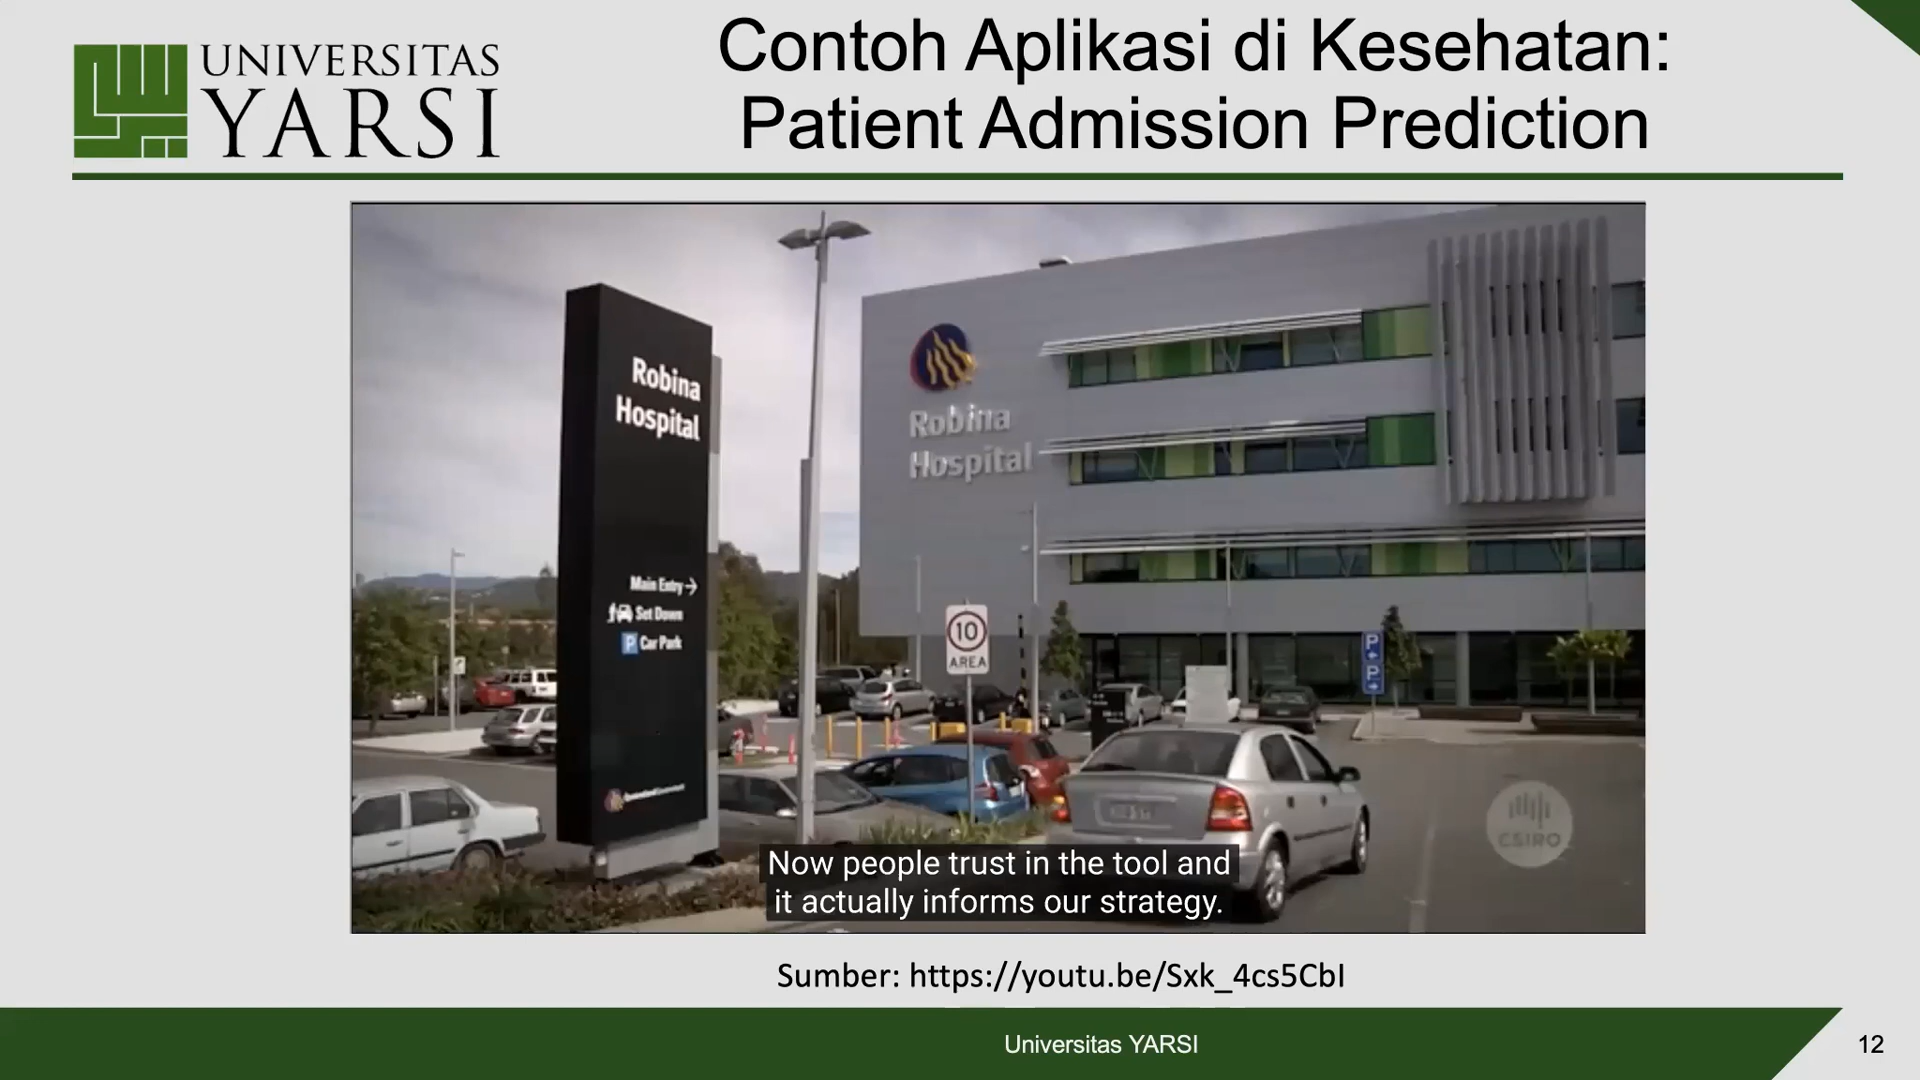 UNIVERSITAS
YARSI
Contoh Aplikasi di Kesehatan:
Patient Admission Prediction
Robina
Hospital
Main Entry →
Set Down
P Car Park
Robina
Hospital
10
AREA
P
P
CSIRO
Now people trust in the tool and
it actually informs our strategy.
Sumber: https://youtu.be/Sxk_4cs5CbI
Universitas YARSI
12